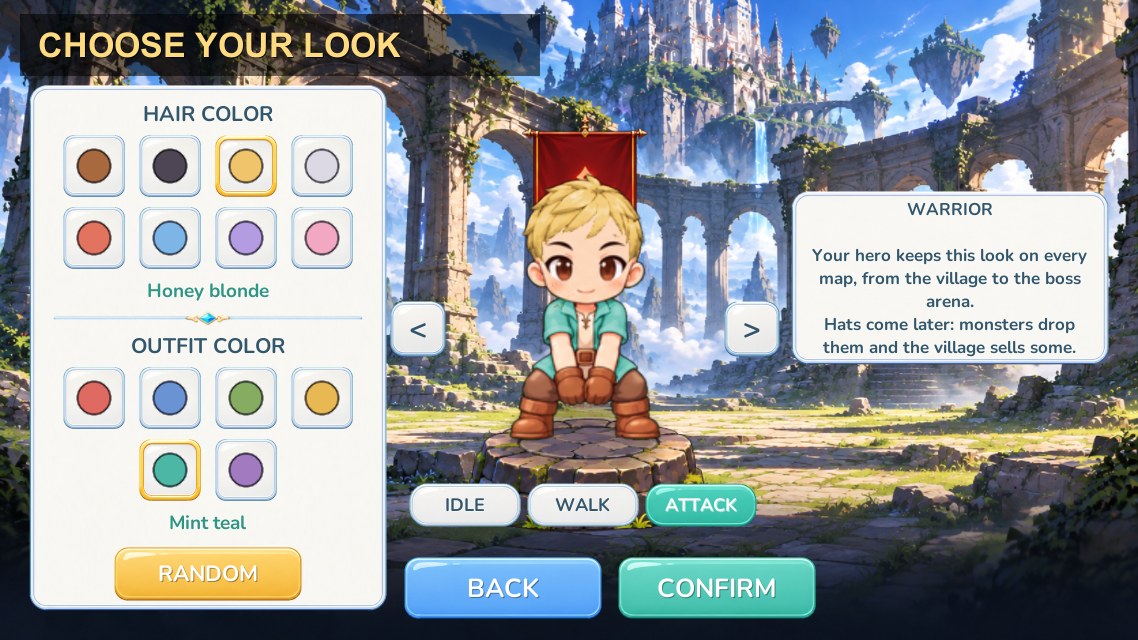 CHOOSE YOUR LOOK
HAIR COLOR
Honey blonde
OUTFIT COLOR
Mint teal
RANDOM
<
>
IDLE
WALK
ATTACK
BACK
CONFIRM
WARRIOR
Your hero keeps this look on every
map, from the village to the boss
arena.
Hats come later: monsters drop
them and the village sells some.